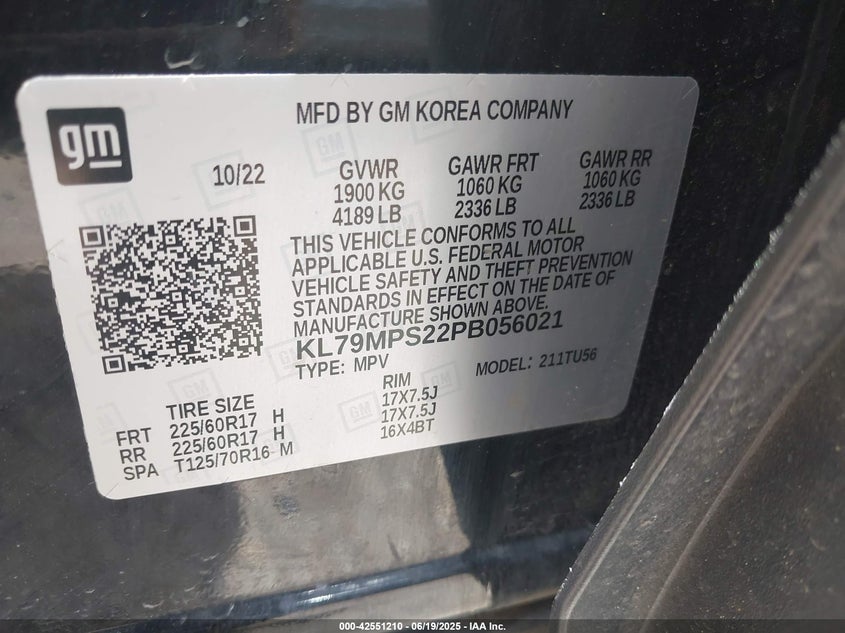 gm
MFD BY GM KOREA COMPANY
10/22 GVWR GAWR FRT GAWR RR
1900 KG 1060 KG 1060 KG
4189 LB 2336 LB 2336 LB
THIS VEHICLE CONFORMS TO ALL
APPLICABLE U.S. FEDERAL MOTOR
VEHICLE SAFETY AND THEFT PREVENTION
STANDARDS IN EFFECT ON THE DATE OF
MANUFACTURE SHOWN ABOVE.
KL79MPS22PB056021
TYPE: MPV MODEL: 211TU56
TIRE SIZE RIM
FRT 225/60R17 H 17X7.5J
RR 225/60R17 H 17X7.5J
SPA T125/70R16 M 16X4BT
000-42551210 - 06/19/2025 - IAA Inc.